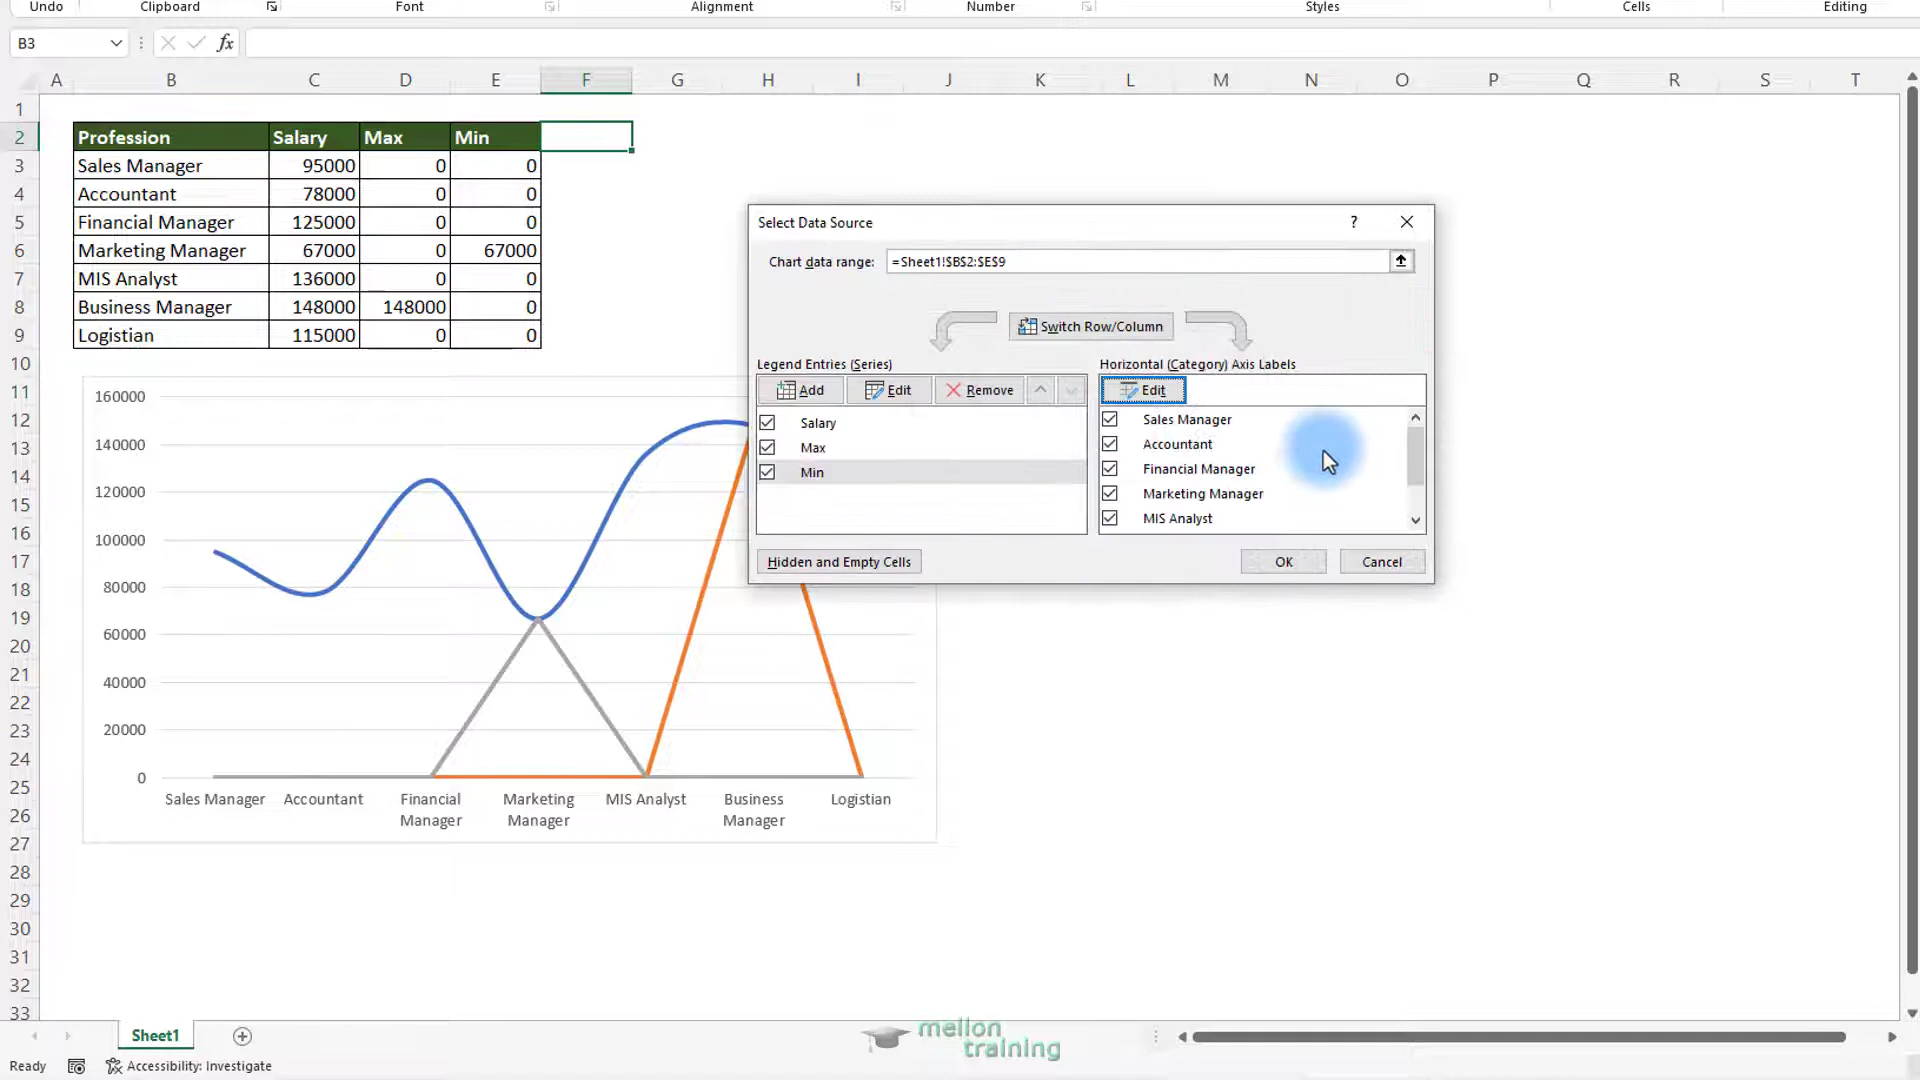 Undo Clipboard Font Alignment Number Styles Cells Editing
B3 fx
A B C D E F G H I J K L M N O P Q R S T
1
2 Profession Salary Max Min
3 Sales Manager 95000 0 0
4 Accountant 78000 0 0
5 Financial Manager 125000 0 0
6 Marketing Manager 67000 0 67000
7 MIS Analyst 136000 0 0
8 Business Manager 148000 148000 0
9 Logistian 115000 0 0
10
11
12
13
14
15
16
17
18
19
20
21
22
23
24
25
26
27
28
29
30
31
32
33
160000
140000
120000
100000
80000
60000
40000
20000
0
Sales Manager Accountant Financial Marketing MIS Analyst Business Logistian
Manager Manager Manager
Select Data Source ?
Chart data range: =Sheet1!$B$2:$E$9
Switch Row/Column
Legend Entries (Series)
Add Edit Remove
Salary
Max
Min
Horizontal (Category) Axis Labels
Edit
Sales Manager
Accountant
Financial Manager
Marketing Manager
MIS Analyst
Hidden and Empty Cells OK Cancel
Sheet1
mellon
training
Ready Accessibility: Investigate